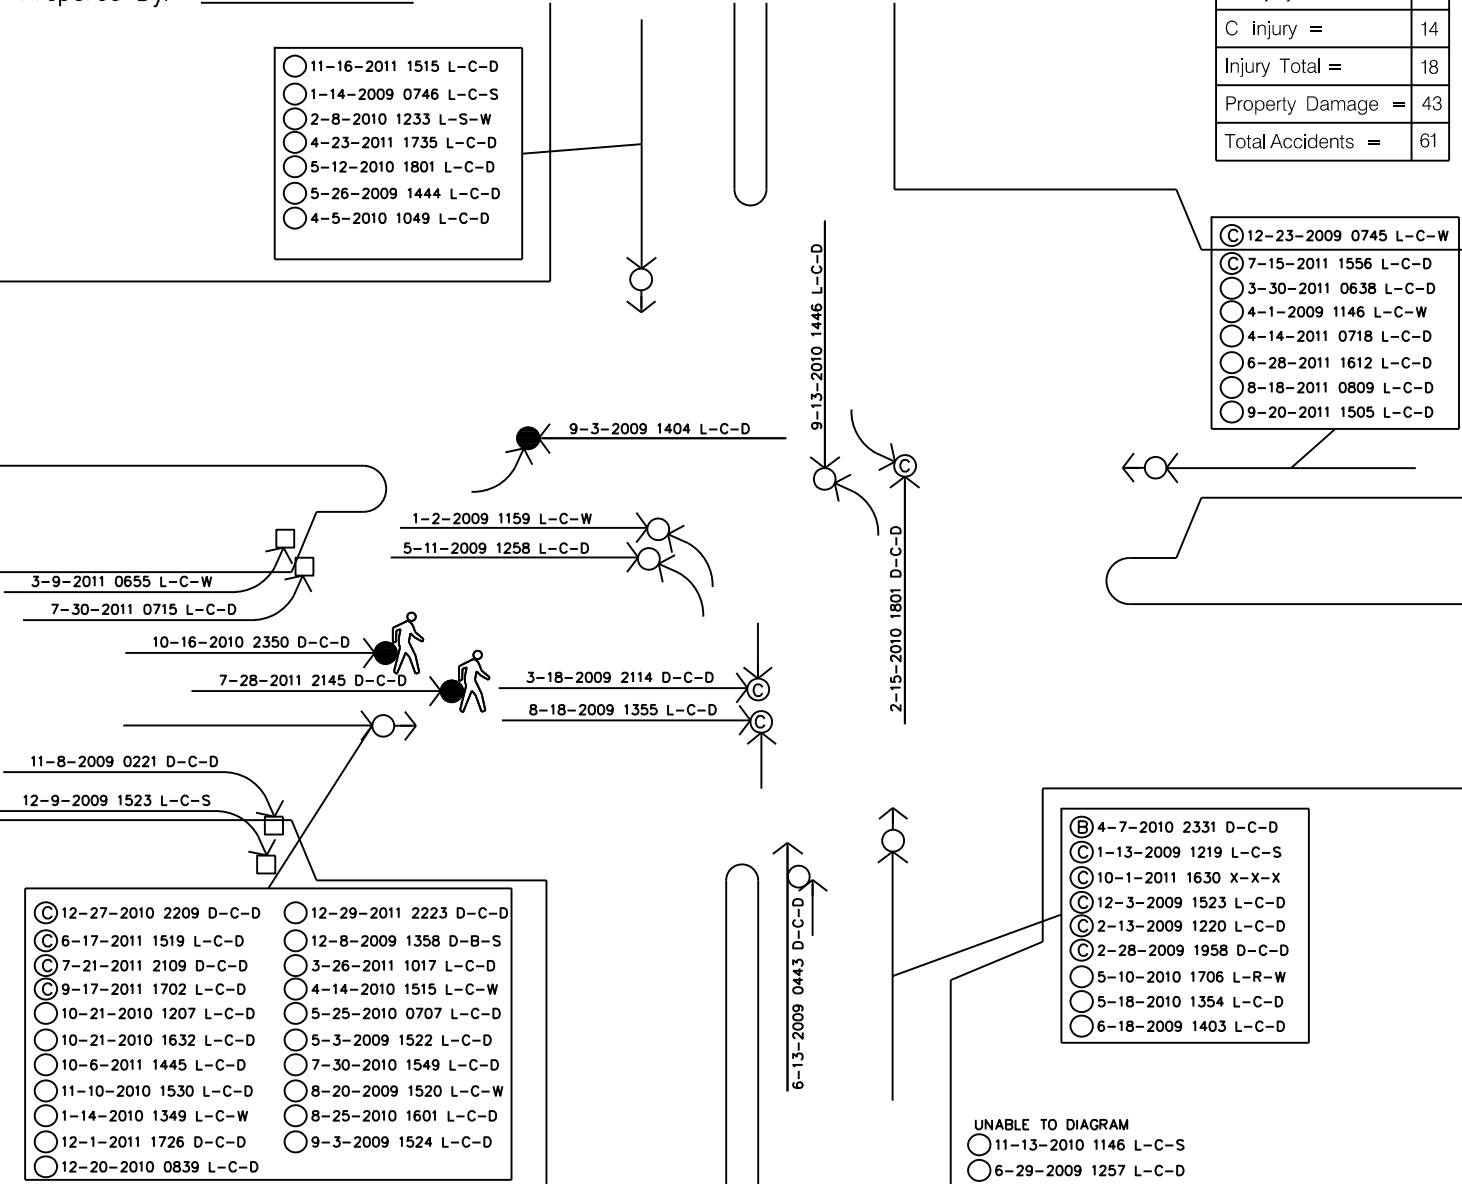 By:
C injury = 14
Injury Total = 18
Property Damage = 43
Total Accidents = 61
11-16-2011 1515 L-C-D
1-14-2009 0746 L-C-S
2-8-2010 1233 L-S-W
4-23-2011 1735 L-C-D
5-12-2010 1801 L-C-D
5-26-2009 1444 L-C-D
4-5-2010 1049 L-C-D
C 12-23-2009 0745 L-C-W
C 7-15-2011 1556 L-C-D
3-30-2011 0638 L-C-D
4-1-2009 1146 L-C-W
4-14-2011 0718 L-C-D
6-28-2011 1612 L-C-D
8-18-2011 0809 L-C-D
9-20-2011 1505 L-C-D
9-13-2010 1446 L-C-D
9-3-2009 1404 L-C-D
C
2-15-2010 1801 D-C-D
1-2-2009 1159 L-C-W
5-11-2009 1258 L-C-D
3-9-2011 0655 L-C-W
7-30-2011 0715 L-C-D
10-16-2010 2350 D-C-D
7-28-2011 2145 D-C-D
3-18-2009 2114 D-C-D C
8-18-2009 1355 L-C-D C
11-8-2009 0221 D-C-D
12-9-2009 1523 L-C-S
6-13-2009 0443 D-C-D
B 4-7-2010 2331 D-C-D
C 1-13-2009 1219 L-C-S
C 10-1-2011 1630 X-X-X
C 12-3-2009 1523 L-C-D
C 2-13-2009 1220 L-C-D
C 2-28-2009 1958 D-C-D
5-10-2010 1706 L-R-W
5-18-2010 1354 L-C-D
6-18-2009 1403 L-C-D
C 12-27-2010 2209 D-C-D
C 6-17-2011 1519 L-C-D
C 7-21-2011 2109 D-C-D
C 9-17-2011 1702 L-C-D
10-21-2010 1207 L-C-D
10-21-2010 1632 L-C-D
10-6-2011 1445 L-C-D
11-10-2010 1530 L-C-D
1-14-2010 1349 L-C-W
12-1-2011 1726 D-C-D
12-20-2010 0839 L-C-D
12-29-2011 2223 D-C-D
12-8-2009 1358 D-B-S
3-26-2011 1017 L-C-D
4-14-2010 1515 L-C-W
5-25-2010 0707 L-C-D
5-3-2009 1522 L-C-D
7-30-2010 1549 L-C-D
8-20-2009 1520 L-C-W
8-25-2010 1601 L-C-D
9-3-2009 1524 L-C-D
UNABLE TO DIAGRAM
11-13-2010 1146 L-C-S
6-29-2009 1257 L-C-D